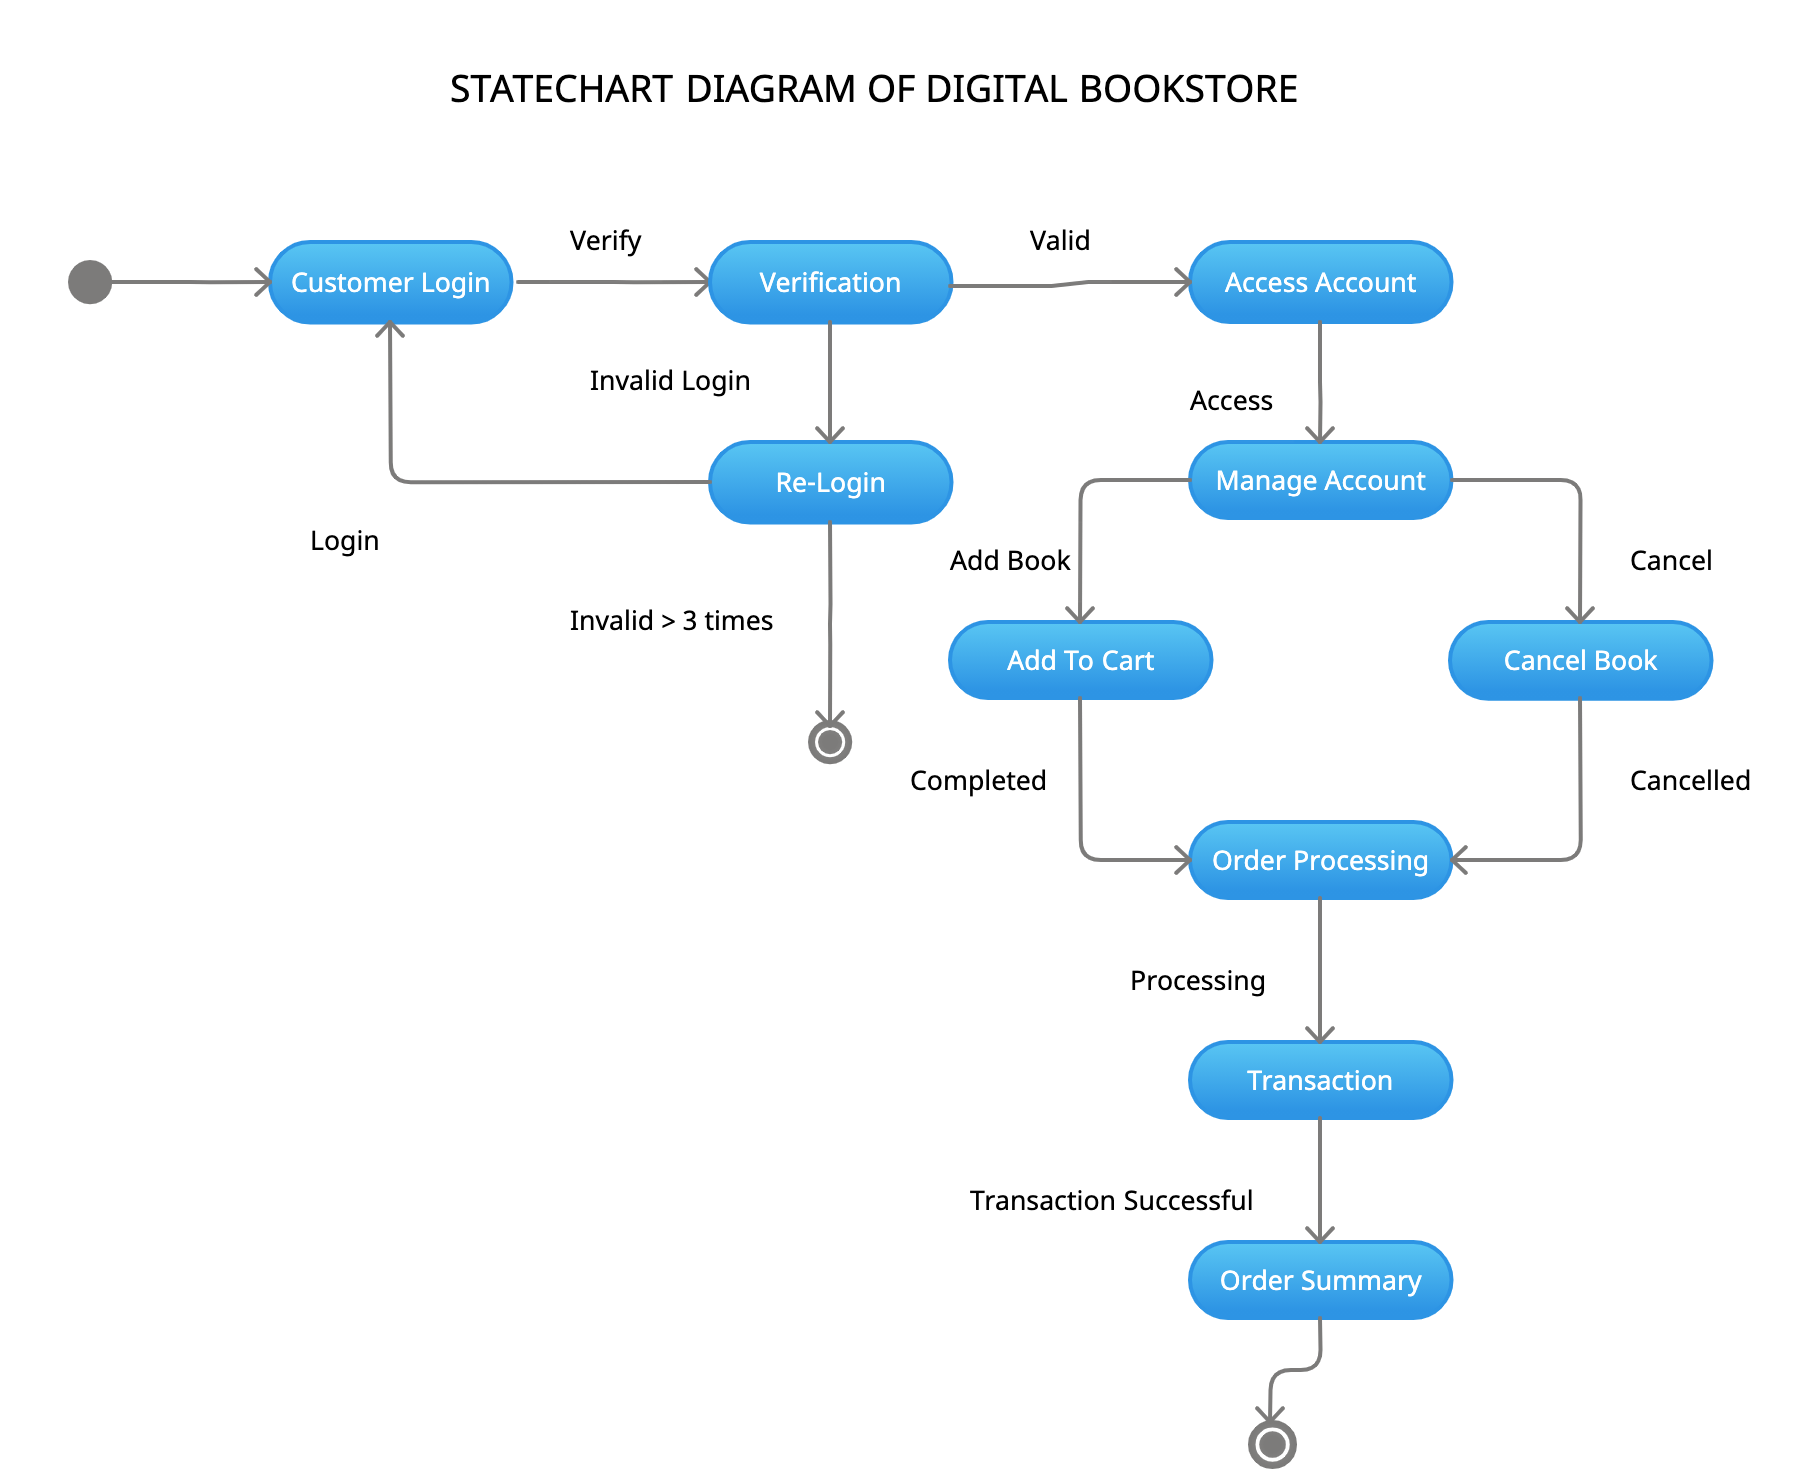 STATECHART DIAGRAM OF DIGITAL BOOKSTORE
Verify
Valid
Customer Login
Verification
Access Account
Invalid Login
Access
Re-Login
Manage Account
Login
Add Book
Cancel
Invalid > 3 times
Add To Cart
Cancel Book
Completed
Cancelled
Order Processing
Processing
Transaction
Transaction Successful
Order Summary